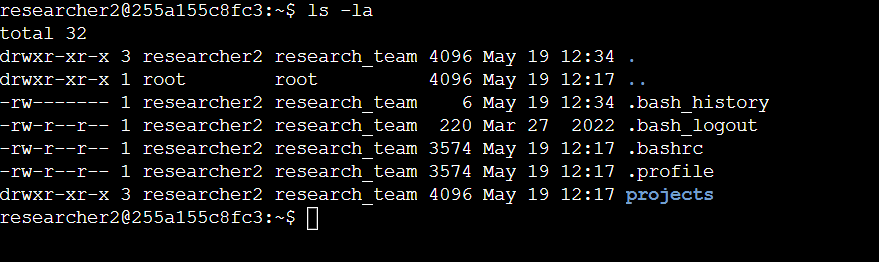 researcher2@255a155c8fc3:~$ ls -la
total 32
drwxr-xr-x 3 researcher2 research_team 4096 May 19 12:34 .
drwxr-xr-x 1 root        root          4096 May 19 12:17 ..
-rw------- 1 researcher2 research_team    6 May 19 12:34 .bash_history
-rw-r--r-- 1 researcher2 research_team  220 Mar 27  2022 .bash_logout
-rw-r--r-- 1 researcher2 research_team 3574 May 19 12:17 .bashrc
-rw-r--r-- 1 researcher2 research_team 3574 May 19 12:17 .profile
drwxr-xr-x 3 researcher2 research_team 4096 May 19 12:17 projects
researcher2@255a155c8fc3:~$